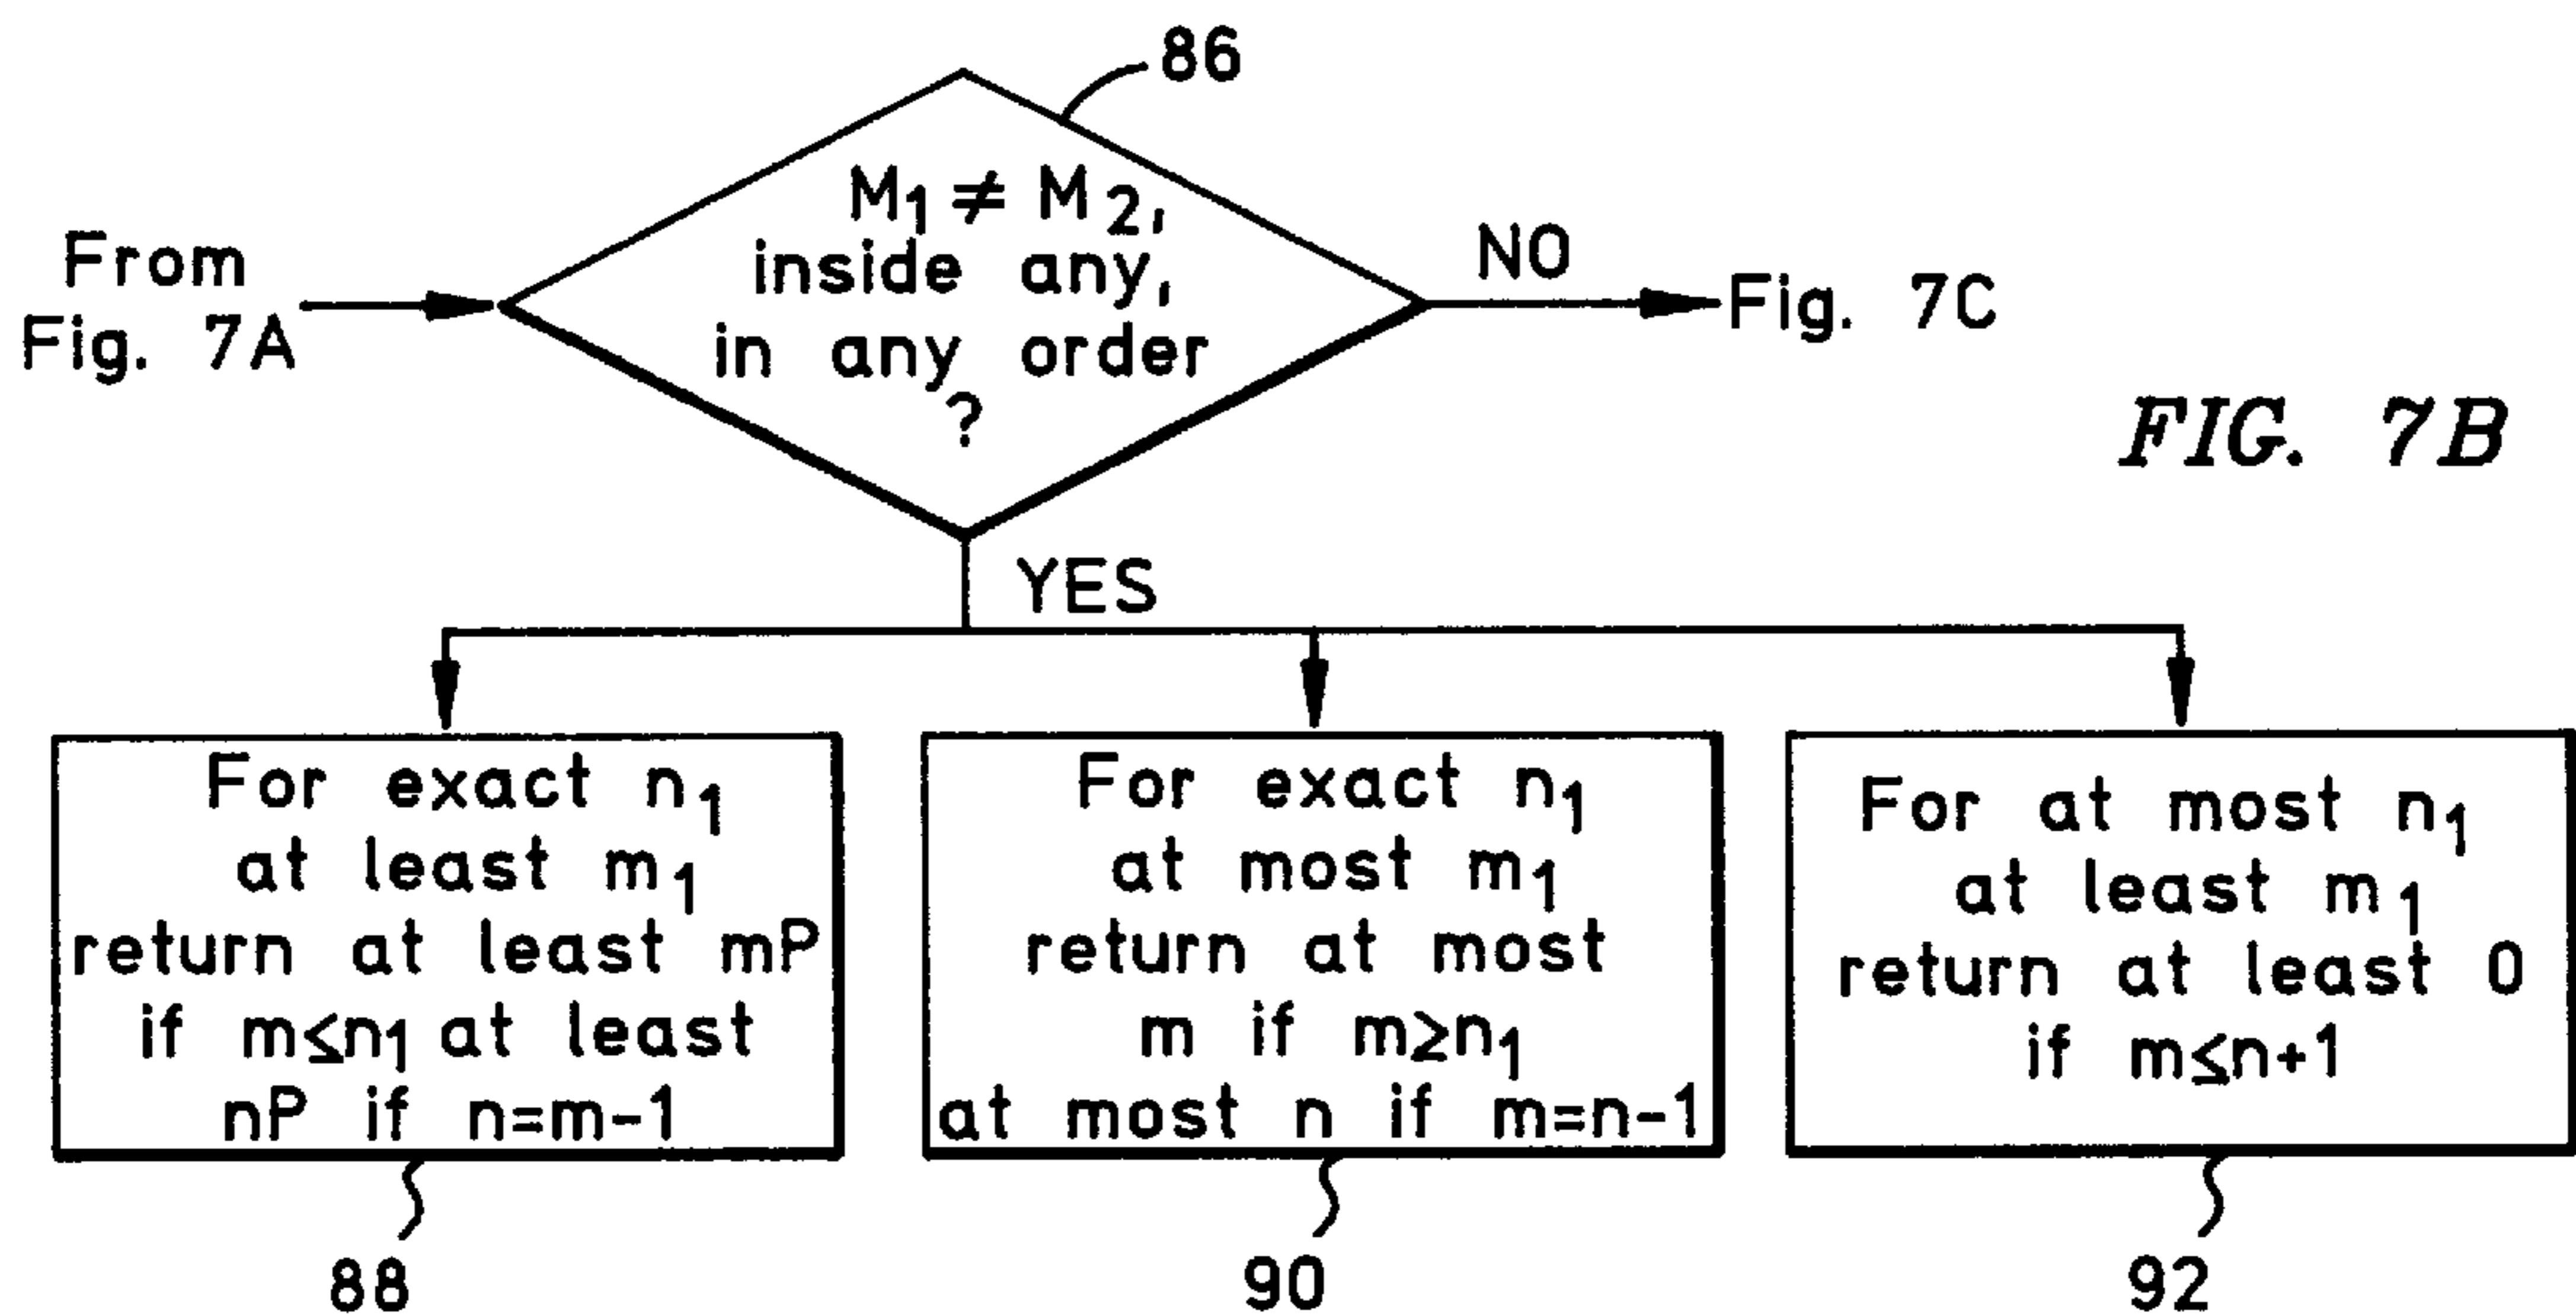 86
M₁ ≠ M₂,
inside any,
in any order
?
From
Fig. 7A
NO
Fig. 7C
FIG. 7B
YES
For exact n₁
at least m₁
return at least mP
if m≤n₁ at least
nP if n=m-1
For exact n₁
at most m₁
return at most
m if m≥n₁
at most n if m=n-1
For at most n₁
at least m₁
return at least 0
if m≤n+1
88
90
92